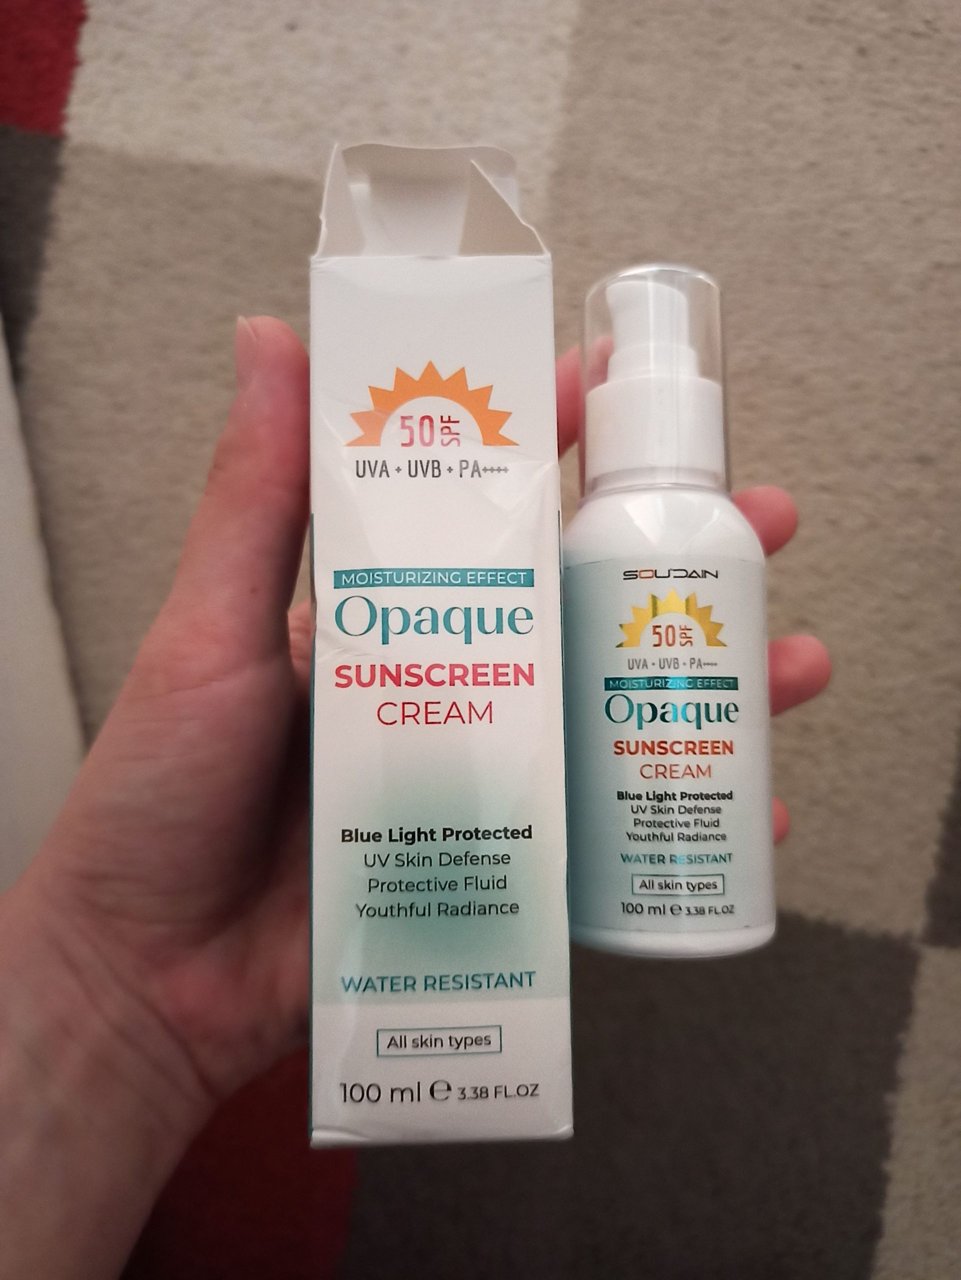 50 SPF
UVA + UVB + PA++++
MOISTURIZING EFFECT
Opaque
SUNSCREEN
CREAM
Blue Light Protected
UV Skin Defense
Protective Fluid
Youthful Radiance
WATER RESISTANT
All skin types
100 ml ℮ 3.38 FL.OZ
SOUDAIN
50 SPF
UVA + UVB + PA++++
MOISTURIZING EFFECT
Opaque
SUNSCREEN
CREAM
Blue Light Protected
UV Skin Defense
Protective Fluid
Youthful Radiance
WATER RESISTANT
All skin types
100 ml ℮ 3.38 FL.OZ